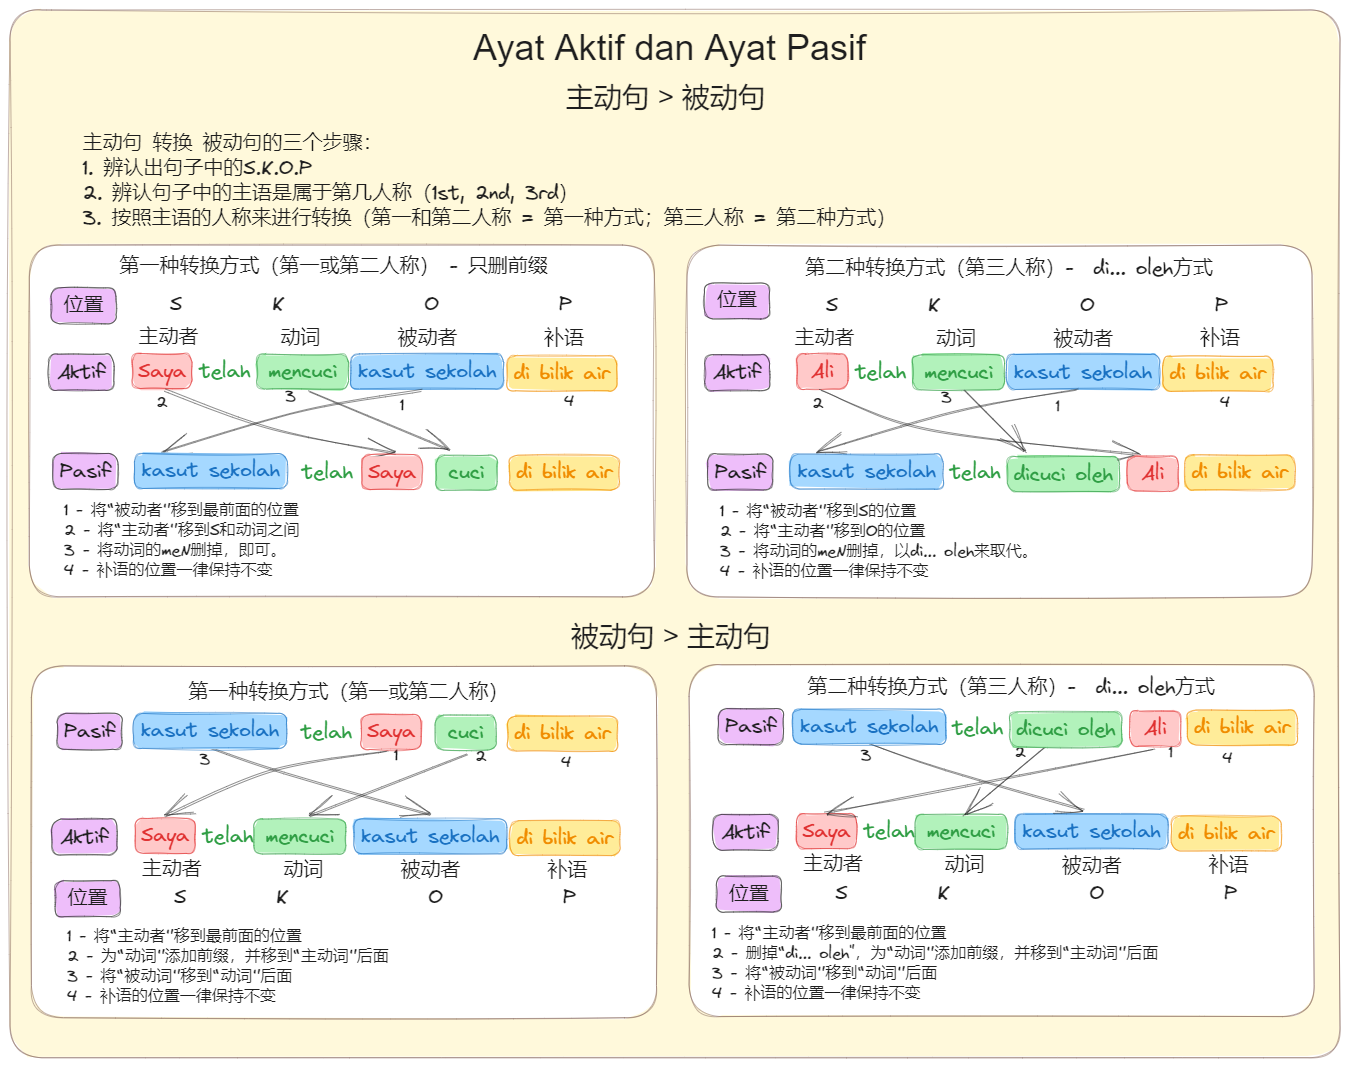 Ayat Aktif dan Ayat Pasif
主动句 > 被动句
主动句 转换 被动句的三个步骤：
1. 辨认出句子中的S.K.O.P
2. 辨认句子中的主语是属于第几人称（1st, 2nd, 3rd）
3. 按照主语的人称来进行转换（第一和第二人称 = 第一种方式；第三人称 = 第二种方式）
第一种转换方式（第一或第二人称） - 只删前缀
位置 S K O P
主动者 动词 被动者 补语
Aktif Saya telah mencuci kasut sekolah di bilik air
2 3 1 4
Pasif kasut sekolah telah Saya cuci di bilik air
1 - 将“被动者”移到最前面的位置
2 - 将“主动者”移到S和动词之间
3 - 将动词的meN删掉，即可。
4 - 补语的位置一律保持不变
第二种转换方式（第三人称）- di... oleh方式
位置 S K O P
主动者 动词 被动者 补语
Aktif Ali telah mencuci kasut sekolah di bilik air
2 3 1 4
Pasif kasut sekolah telah dicuci oleh Ali di bilik air
1 - 将“被动者”移到S的位置
2 - 将“主动者”移到O的位置
3 - 将动词的meN删掉，以di... oleh来取代。
4 - 补语的位置一律保持不变
被动句 > 主动句
第一种转换方式（第一或第二人称）
Pasif kasut sekolah telah Saya cuci di bilik air
3 1 2 4
Aktif Saya telah mencuci kasut sekolah di bilik air
主动者 动词 被动者 补语
位置 S K O P
1 - 将“主动者”移到最前面的位置
2 - 为“动词”添加前缀，并移到“主动词”后面
3 - 将“被动词”移到“动词”后面
4 - 补语的位置一律保持不变
第二种转换方式（第三人称）- di... oleh方式
Pasif kasut sekolah telah dicuci oleh Ali di bilik air
3 2 1 4
Aktif Saya telah mencuci kasut sekolah di bilik air
主动者 动词 被动者 补语
位置 S K O P
1 - 将“主动者”移到最前面的位置
2 - 删掉“di... oleh”，为“动词”添加前缀，并移到“主动词”后面
3 - 将“被动词”移到“动词”后面
4 - 补语的位置一律保持不变